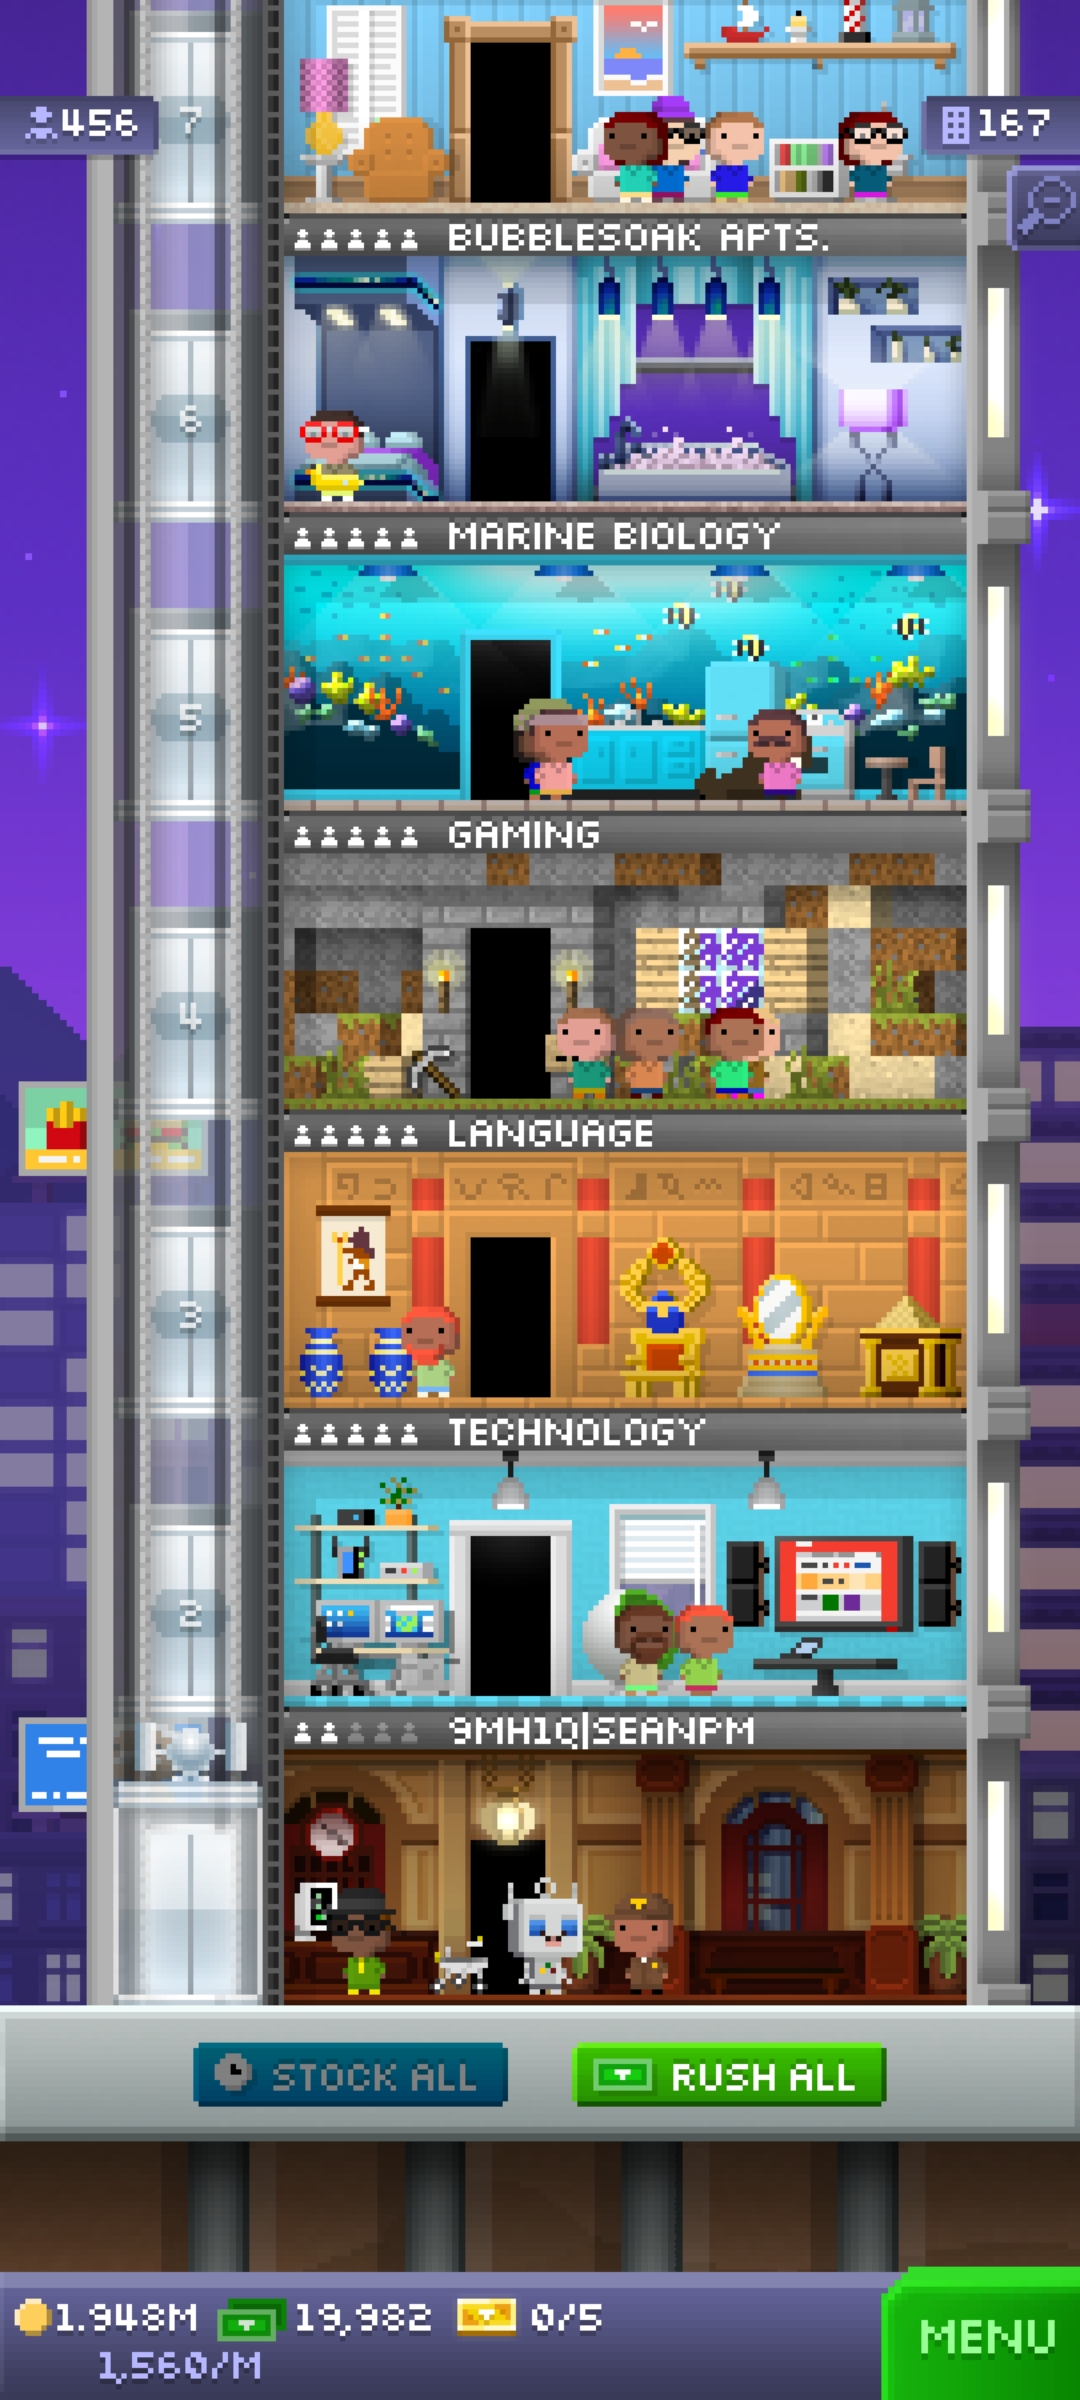 456
7
167
BUBBLESOAK APTS.
6
MARINE BIOLOGY
5
GAMING
4
LANGUAGE
3
TECHNOLOGY
2
9MH1Q|SEANPM
STOCK ALL
RUSH ALL
1.948M
19,982
0/5
1,560/M
MENU